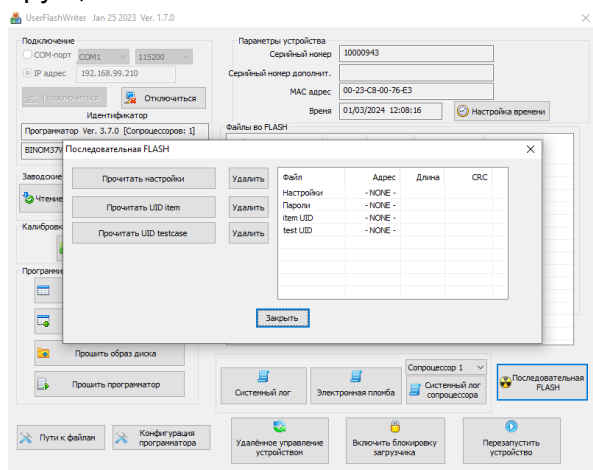 UserFlashWriter Jan 25 2023 Ver. 1.7.0
Подключение
COM-порт COM1 115200
IP адрес 192.168.99.210
Подключиться Отключиться
Идентификатор
Программатор Ver. 3.7.0 [Сопроцессоров: 1]
BINOM37V
Параметры устройства
Серийный номер 10000943
Серийный номер дополнит.
MAC адрес 00-23-C8-00-76-E3
Время 01/03/2024 12:08:16 Настройка времени
Файлы во FLASH
Заводские
Чтение
Калибровк
Программи
Последовательная FLASH
Прочитать настройки Удалить
Прочитать UID item Удалить
Прочитать UID testcase Удалить
Файл Адрес Длина CRC
Настройки - NONE -
Пароли - NONE -
item UID - NONE -
test UID - NONE -
Закрыть
Прошить образ диска
Прошить программатор
Системный лог
Электронная пломба
Сопроцессор 1
Системный лог сопроцессора
Последовательная FLASH
Пути к файлам
Конфигурация программатора
Удалённое управление устройством
Включить блокировку загрузчика
Перезапустить устройство